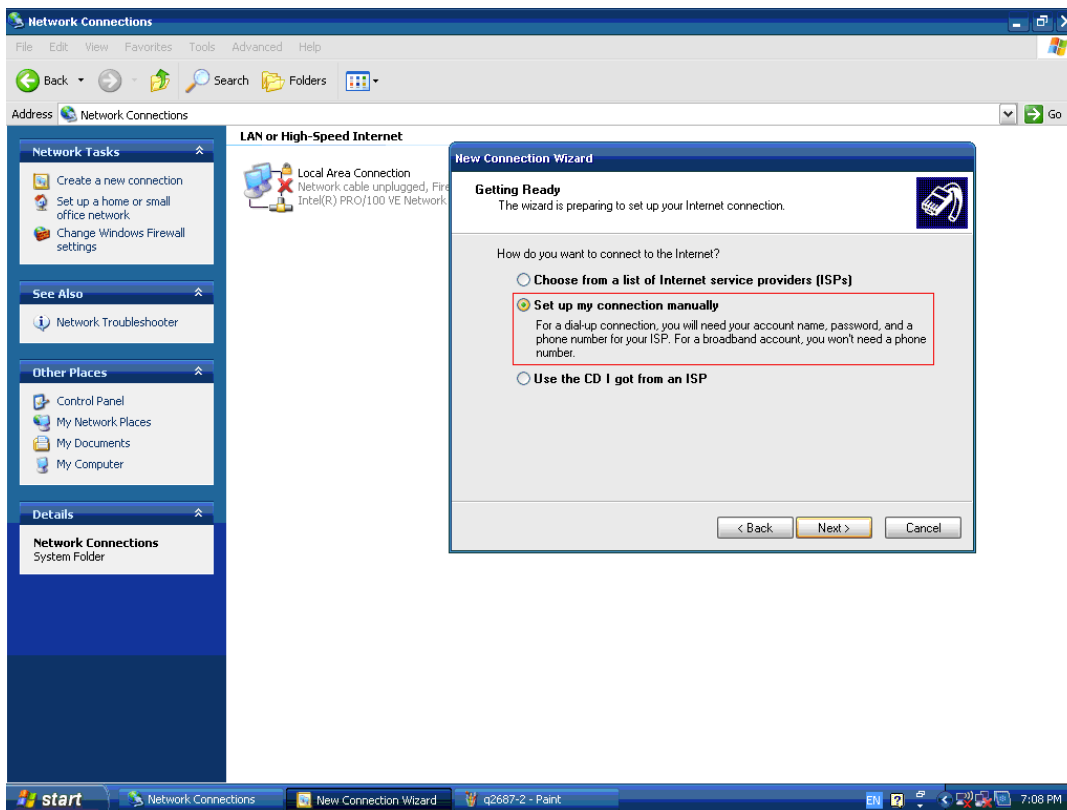 Network Connections
File Edit View Favorites Tools Advanced Help
Back Search Folders
Address Network Connections Go
Network Tasks
Create a new connection
Set up a home or small
office network
Change Windows Firewall
settings
See Also
Network Troubleshooter
Other Places
Control Panel
My Network Places
My Documents
My Computer
Details
Network Connections
System Folder
LAN or High-Speed Internet
Local Area Connection
Network cable unplugged, Fire
Intel(R) PRO/100 VE Network
New Connection Wizard
Getting Ready
The wizard is preparing to set up your Internet connection.
How do you want to connect to the Internet?
Choose from a list of Internet service providers (ISPs)
Set up my connection manually
For a dial-up connection, you will need your account name, password, and a
phone number for your ISP. For a broadband account, you won't need a phone
number.
Use the CD I got from an ISP
< Back Next > Cancel
start Network Connections New Connection Wizard q2687-2 - Paint EN 7:08 PM